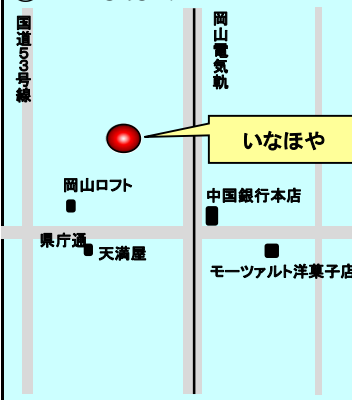 国道53号線
岡山電気軌
いなほや
岡山ロフト
中国銀行本店
県庁通
天満屋
モーツァルト洋菓子店